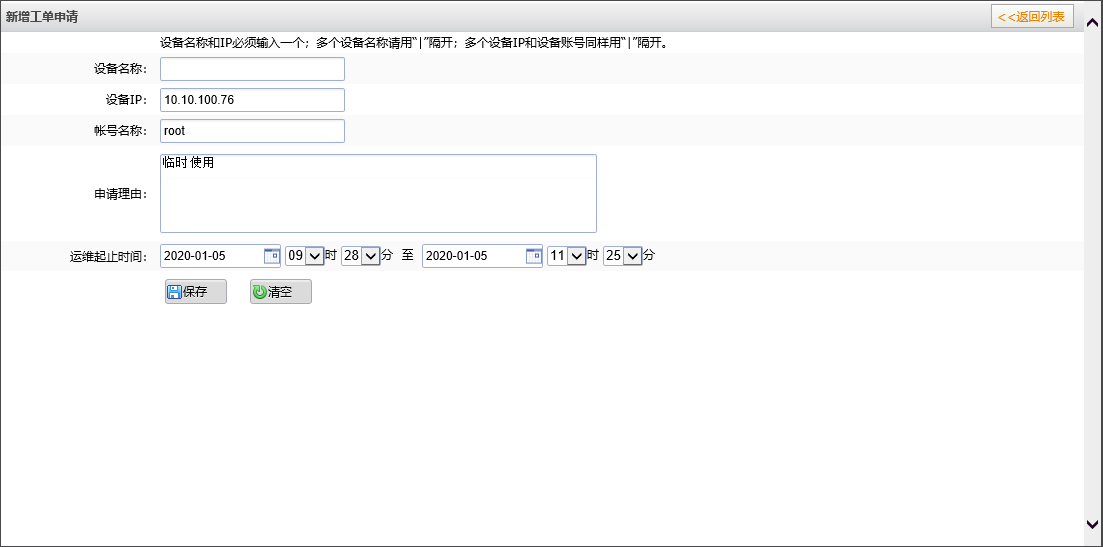 新增工单申请
<<返回列表
设备名称和IP必须输入一个；多个设备名称请用“|”隔开；多个设备IP和设备账号同样用“|”隔开。
设备名称：
设备IP： 10.10.100.76
帐号名称： root
申请理由： 临时使用
运维起止时间： 2020-01-05 09 时 28 分 至 2020-01-05 11 时 25 分
保存 清空